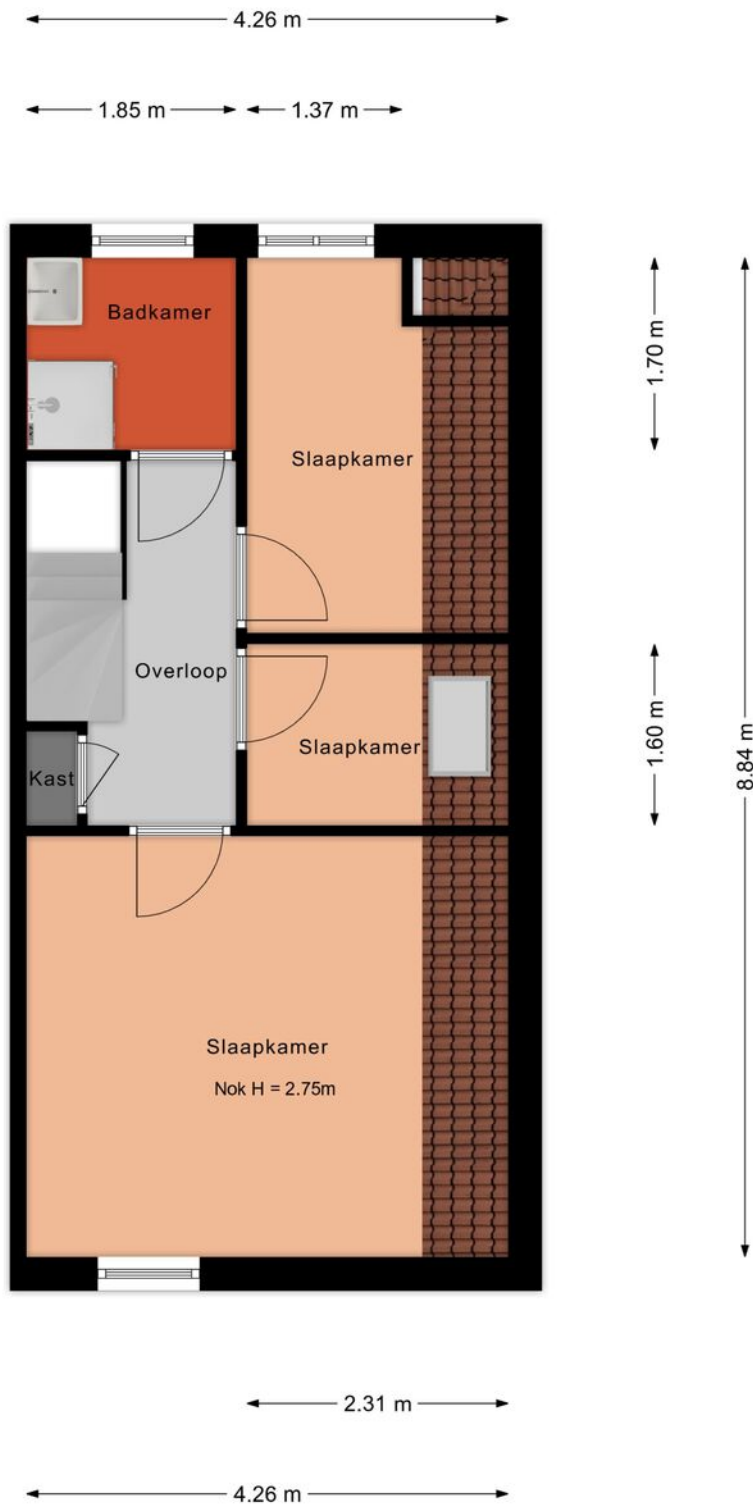 4.26 m
1.85 m
1.37 m
Badkamer
1.70 m
Slaapkamer
Overloop
1.60 m
Slaapkamer
8.84 m
Kast
Slaapkamer
Nok H = 2.75m
2.31 m
4.26 m